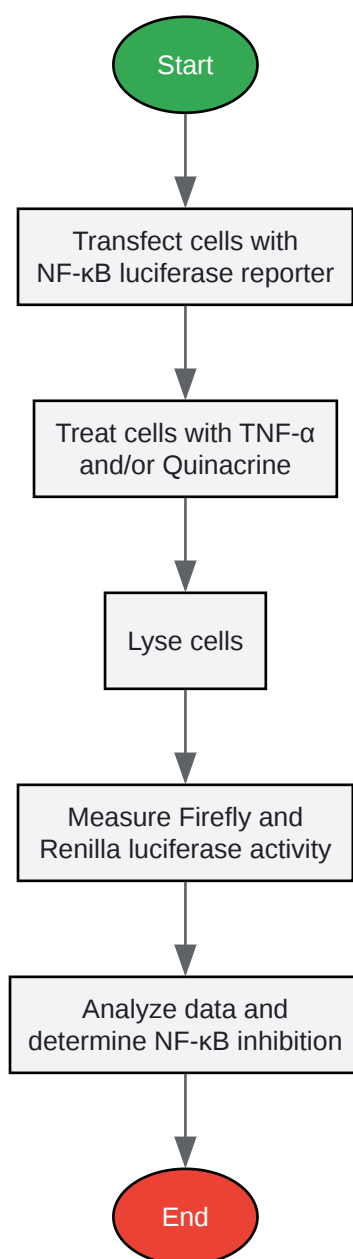 Start
Transfect cells with
NF-κB luciferase reporter
Treat cells with TNF-α
and/or Quinacrine
Lyse cells
Measure Firefly and
Renilla luciferase activity
Analyze data and
determine NF-κB inhibition
End